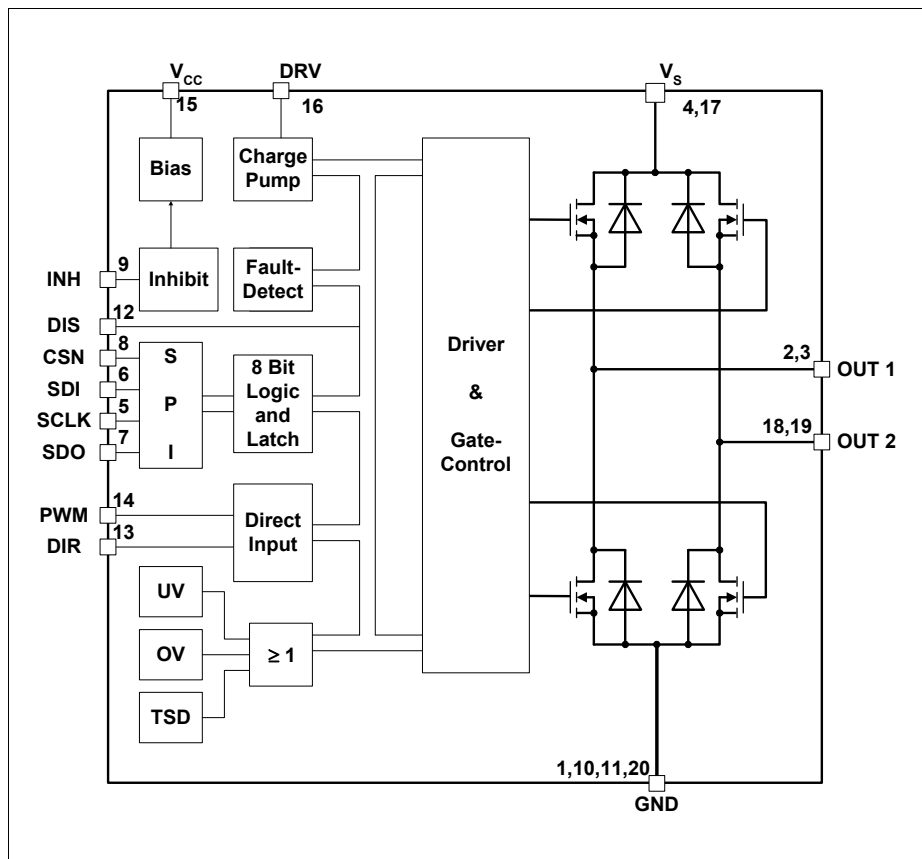 VCC
DRV
VS
15
16
4,17
Bias
Charge
Pump
INH
9
Inhibit
Fault-
Detect
DIS
12
CSN
8
SDI
6
SCLK
5
SDO
7
S
P
I
8 Bit
Logic
and
Latch
Driver
&
Gate-
Control
2,3
OUT 1
18,19
OUT 2
PWM
14
DIR
13
Direct
Input
UV
OV
TSD
≥ 1
1,10,11,20
GND